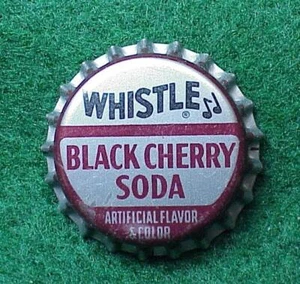 WHISTLE®
BLACK CHERRY
SODA
ARTIFICIAL FLAVOR
& COLOR